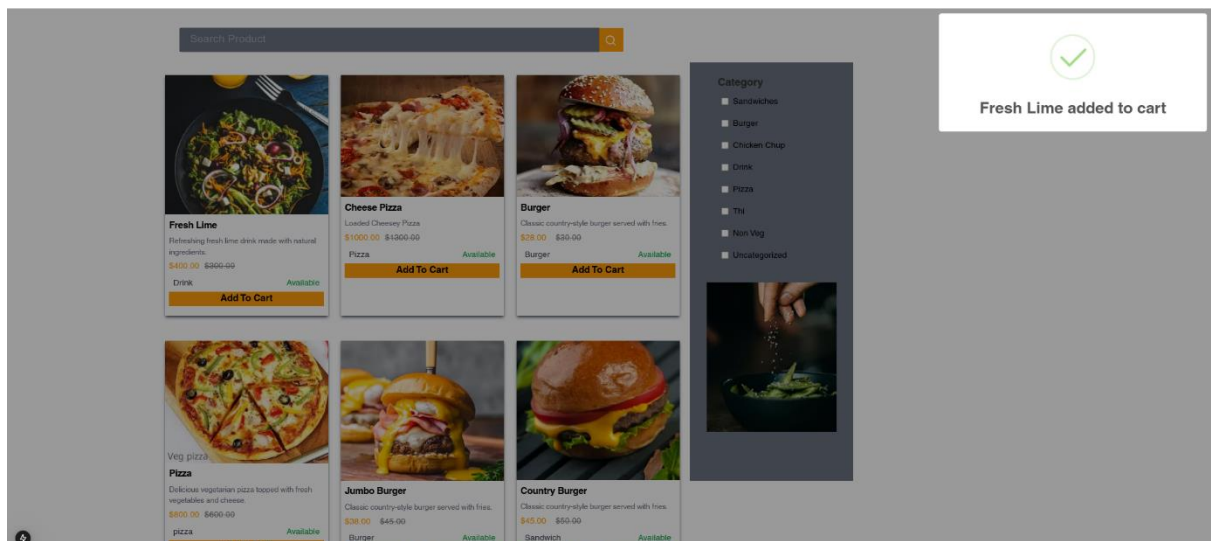 Search Product
Fresh Lime added to cart
Fresh Lime
Refreshing fresh lime drink made with natural
ingredients.
$400.00 $300.00
Drink Available
Add To Cart
Cheese Pizza
Loaded Cheesey Pizza
$1000.00 $1300.00
Pizza Available
Add To Cart
Burger
Classic country-style burger served with fries.
$28.00 $30.00
Burger Available
Add To Cart
Category
Sandwiches
Burger
Chicken Chup
Drink
Pizza
Thi
Non Veg
Uncategorized
Veg pizza
Pizza
Delicious vegetarian pizza topped with fresh
vegetables and cheese.
$600.00
pizza Available
Jumbo Burger
Classic country-style burger served with fries.
$45.00
Burger Available
Country Burger
Classic country-style burger served with fries.
$45.00 $50.00
Sandwich Available